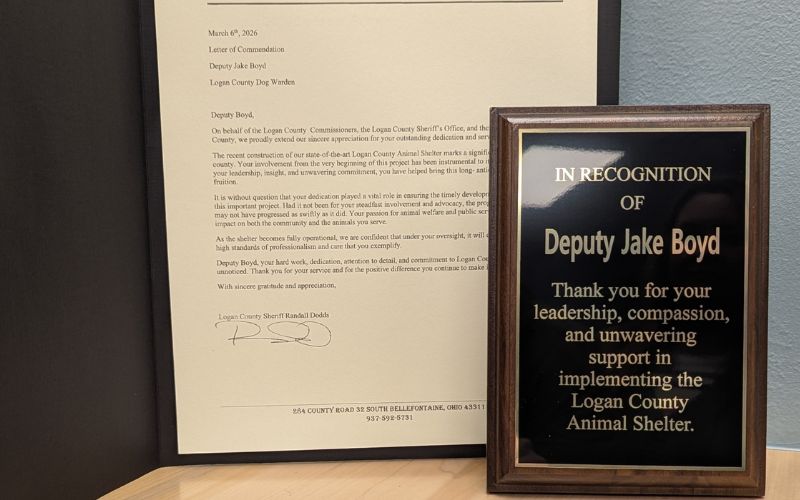 March 6th, 2026
Letter of Commendation
Deputy Jake Boyd
Logan County Dog Warden
Deputy Boyd,
On behalf of the Logan County Commissioners, the Logan County Sheriff's Office, and the
County, we proudly extend our sincere appreciation for your outstanding dedication and
The recent construction of our state-of-the-art Logan County Animal Shelter marks a
county. Your involvement from the very beginning of this project has been instrumental to
your leadership, insight, and unwavering commitment, you have helped bring this long-
fruition.
It is without question that your dedication played a vital role in ensuring the timely
this important project. Had it not been for your steadfast involvement and advocacy, the
may not have progressed as swiftly as it did. Your passion for animal welfare and public
impact on both the community and the animals you serve.
As the shelter becomes fully operational, we are confident that under your oversight, it will
high standards of professionalism and care that you exemplify.
Deputy Boyd, your hard work, dedication, attention to detail, and commitment to Logan
unnoticed. Thank you for your service and for the positive difference you continue to make
With sincere gratitude and appreciation,
Logan County Sheriff Randall Dodds
284 COUNTY ROAD 32 SOUTH BELLEFONTAINE, OHIO 43311
937-592-5731
IN RECOGNITION
OF
Deputy Jake Boyd
Thank you for your
leadership, compassion,
and unwavering
support in
implementing the
Logan County
Animal Shelter.